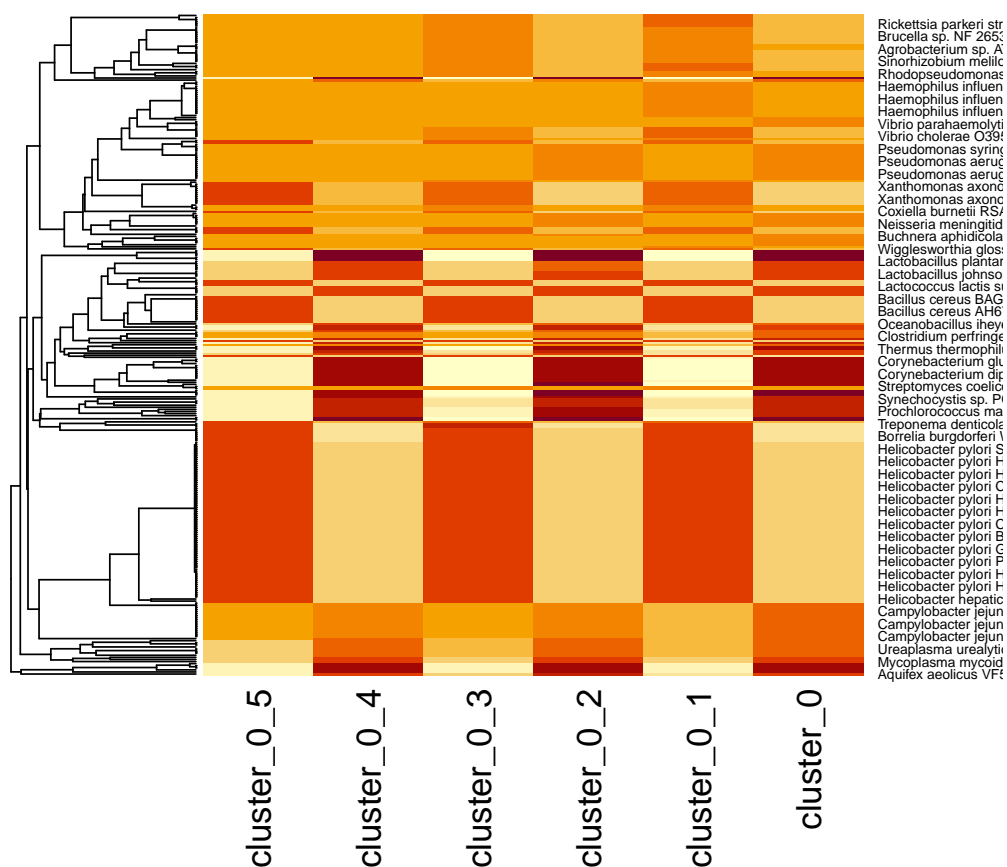 Rickettsia parkeri str
Brucella sp. NF 2653
Agrobacterium sp. A
Sinorhizobium melilo
Rhodopseudomonas
Haemophilus influen
Haemophilus influen
Haemophilus influen
Vibrio parahaemolyti
Vibrio cholerae O395
Pseudomonas syring
Pseudomonas aerug
Pseudomonas aerug
Xanthomonas axono
Xanthomonas axono
Coxiella burnetii RSA
Neisseria meningitid
Buchnera aphidicola
Wigglesworthia gloss
Lactobacillus plantar
Lactobacillus johnso
Lactococcus lactis su
Bacillus cereus BAG
Bacillus cereus AH6
Oceanobacillus iheye
Clostridium perfringe
Thermus thermophilu
Corynebacterium glu
Corynebacterium dip
Streptomyces coelico
Synechocystis sp. PC
Prochlorococcus ma
Treponema denticola
Borrelia burgdorferi
Helicobacter pylori S
Helicobacter pylori H
Helicobacter pylori H
Helicobacter pylori C
Helicobacter pylori H
Helicobacter pylori H
Helicobacter pylori C
Helicobacter pylori B
Helicobacter pylori G
Helicobacter pylori P
Helicobacter pylori H
Helicobacter pylori H
Helicobacter hepatic
Campylobacter jejun
Campylobacter jejun
Campylobacter jejun
Ureaplasma urealytic
Mycoplasma mycoid
Aquifex aeolicus VF5
cluster_0_5
cluster_0_4
cluster_0_3
cluster_0_2
cluster_0_1
cluster_0